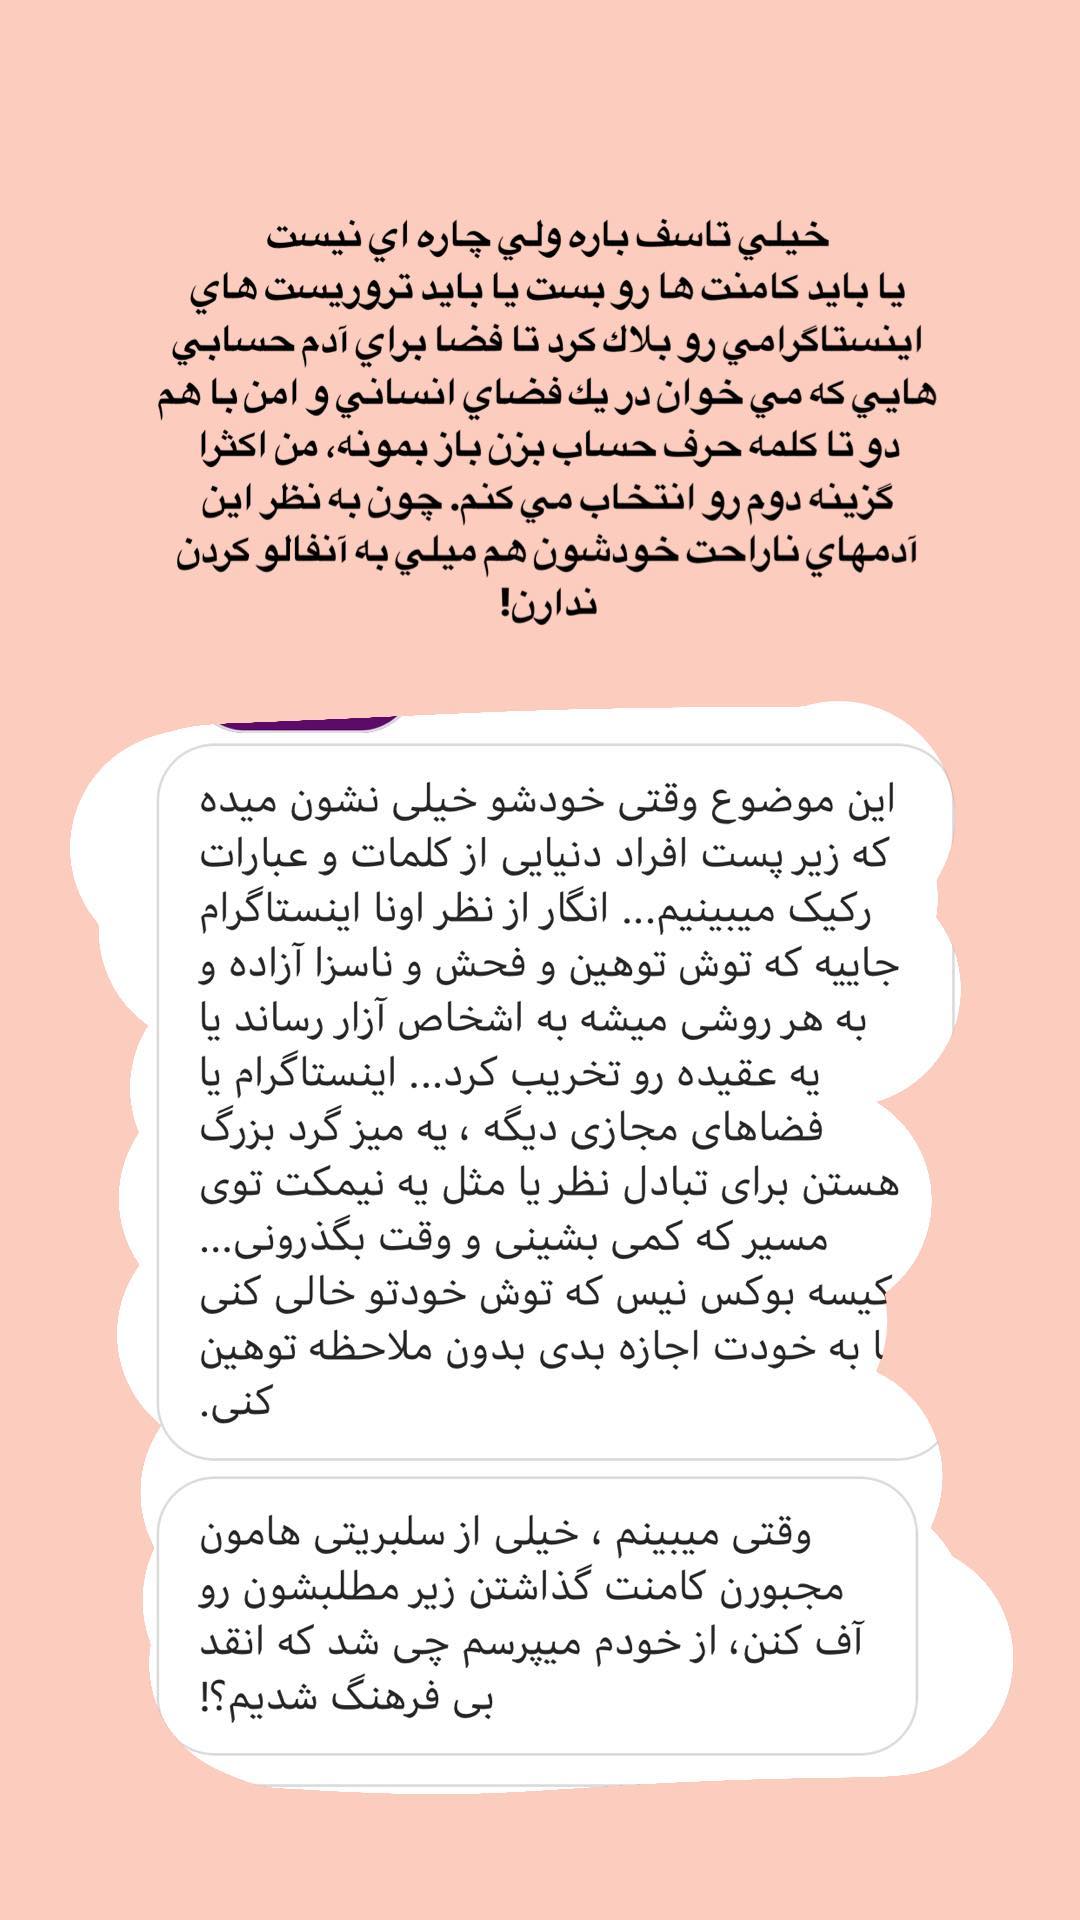 خيلي تاسف باره ولي چاره اي نيست
يا بايد كامنت ها رو بست يا بايد تروريست هاي
اينستاگرامي رو بلاك كرد تا فضا براي آدم حسابي
هايي كه مي خوان در يك فضاي انساني و امن با هم
دو تا كلمه حرف حساب بزن باز بمونه، من اكثرا
گزينه دوم رو انتخاب مي كنم. چون به نظر اين
آدمهاي ناراحت خودشون هم ميلي به آنفالو كردن
ندارن!
این موضوع وقتی خودشو خیلی نشون میده
که زیر پست افراد دنیایی از کلمات و عبارات
رکیک میبینیم... انگار از نظر اونا اینستاگرام
جاییه که توش توهین و فحش و ناسزا آزاده و
به هر روشی میشه به اشخاص آزار رساند یا
یه عقیده رو تخریب کرد... اینستاگرام یا
فضاهای مجازی دیگه ، یه میز گرد بزرگ
هستن برای تبادل نظر یا مثل یه نیمکت توی
مسیر که کمی بشینی و وقت بگذرونی...
کیسه بوکس نیس که توش خودتو خالی کنی
به خودت اجازه بدی بدون ملاحظه توهین
کنی.
وقتی میبینم ، خیلی از سلبریتی هامون
مجبورن کامنت گذاشتن زیر مطلبشون رو
آف کنن، از خودم میپرسم چی شد که انقد
بی فرهنگ شدیم؟!